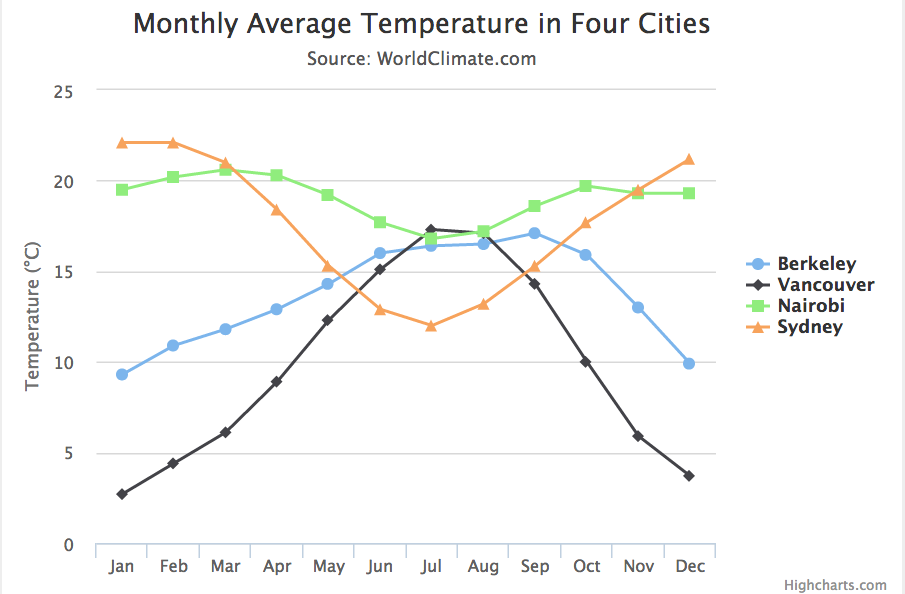 Monthly Average Temperature in Four Cities
Source: WorldClimate.com
Temperature (°C)
25
20
15
10
5
0
Jan Feb Mar Apr May Jun Jul Aug Sep Oct Nov Dec
Berkeley
Vancouver
Nairobi
Sydney
Highcharts.com